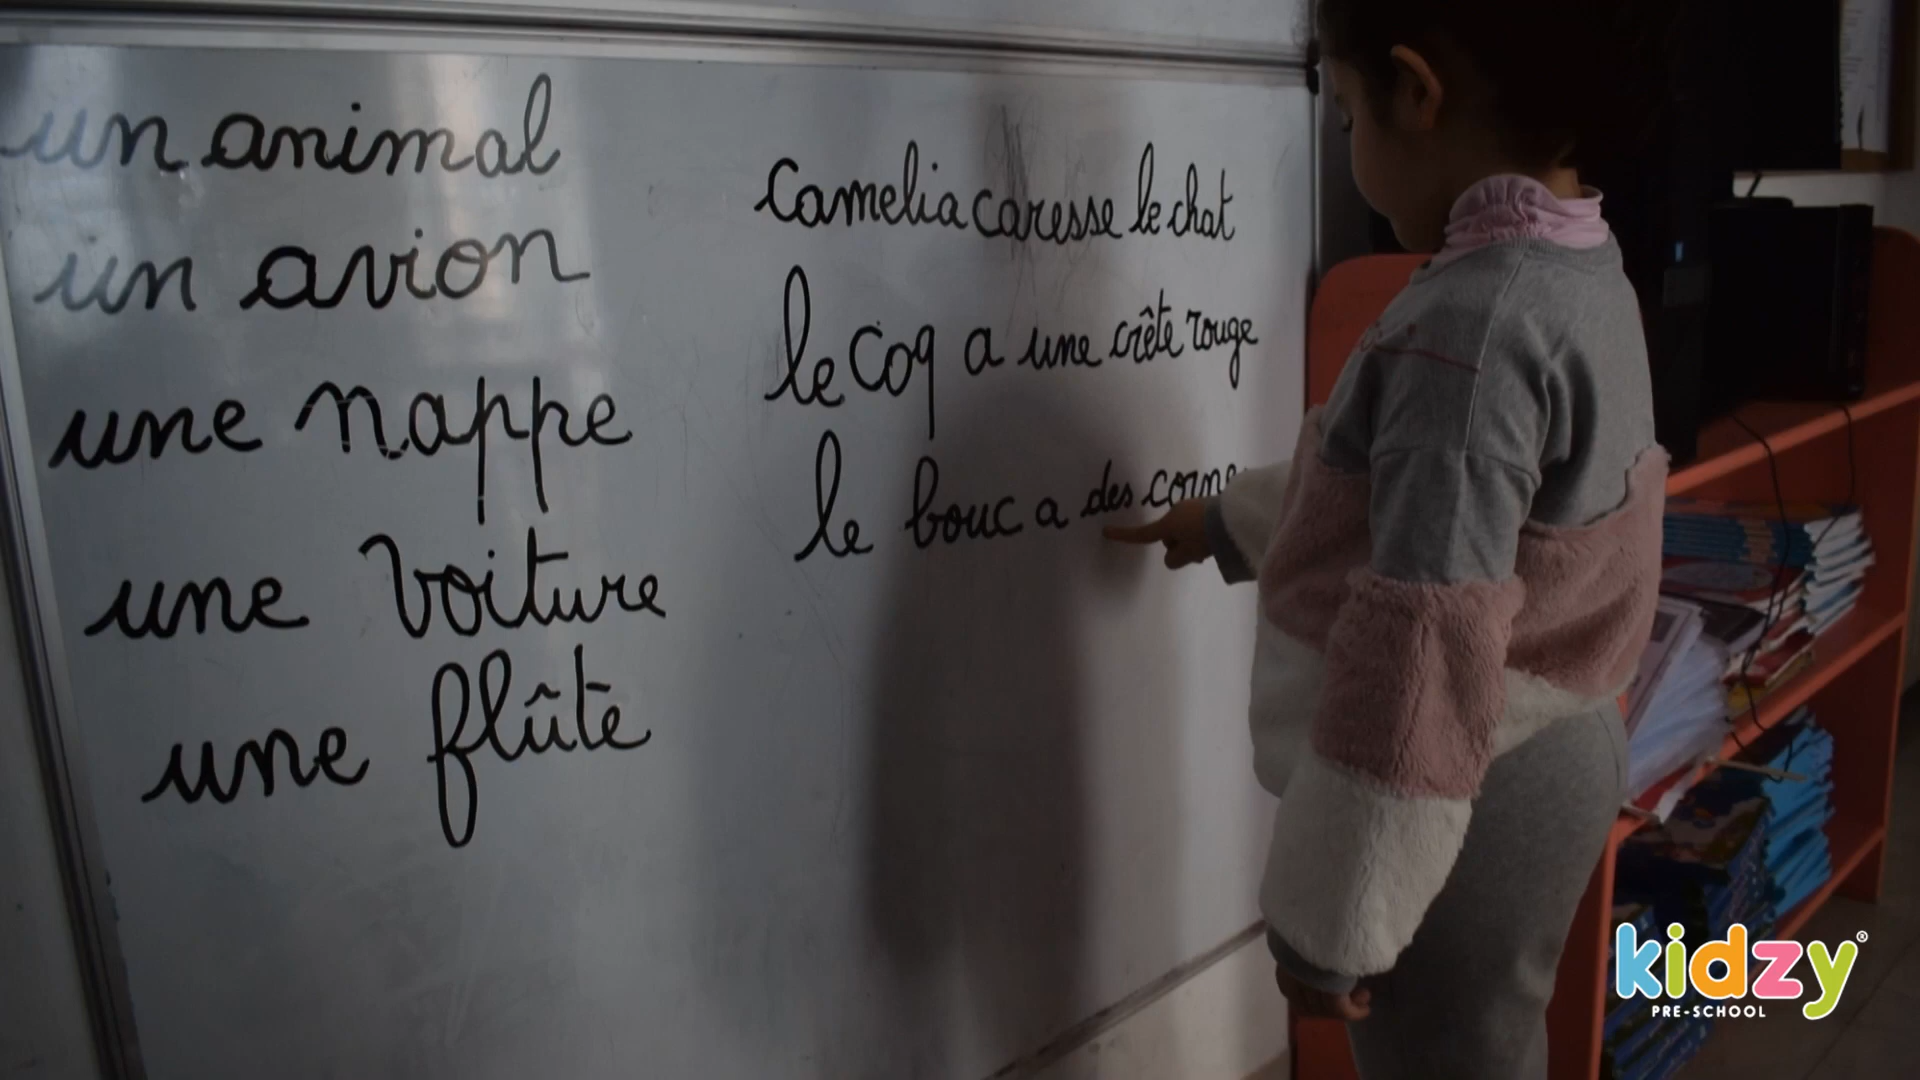 un animal
un avion
une nappe
une voiture
une flûte
Camelia caresse le chat
le coq a une crête rouge
le bouc a des corne
kidzy®
PRE-SCHOOL